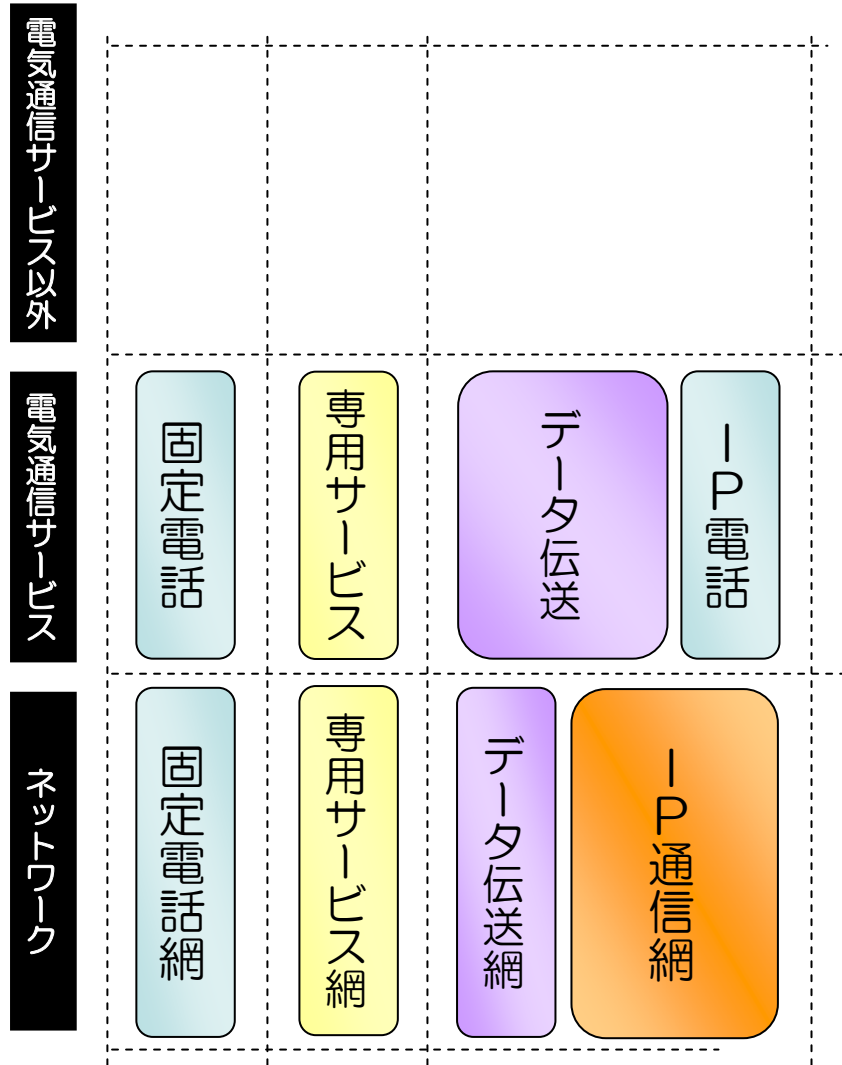 電気通信サービス以外
電気通信サービス
固定電話
専用サービス
データ伝送
IP電話
ネットワーク
固定電話網
専用サービス網
データ伝送網
IP通信網